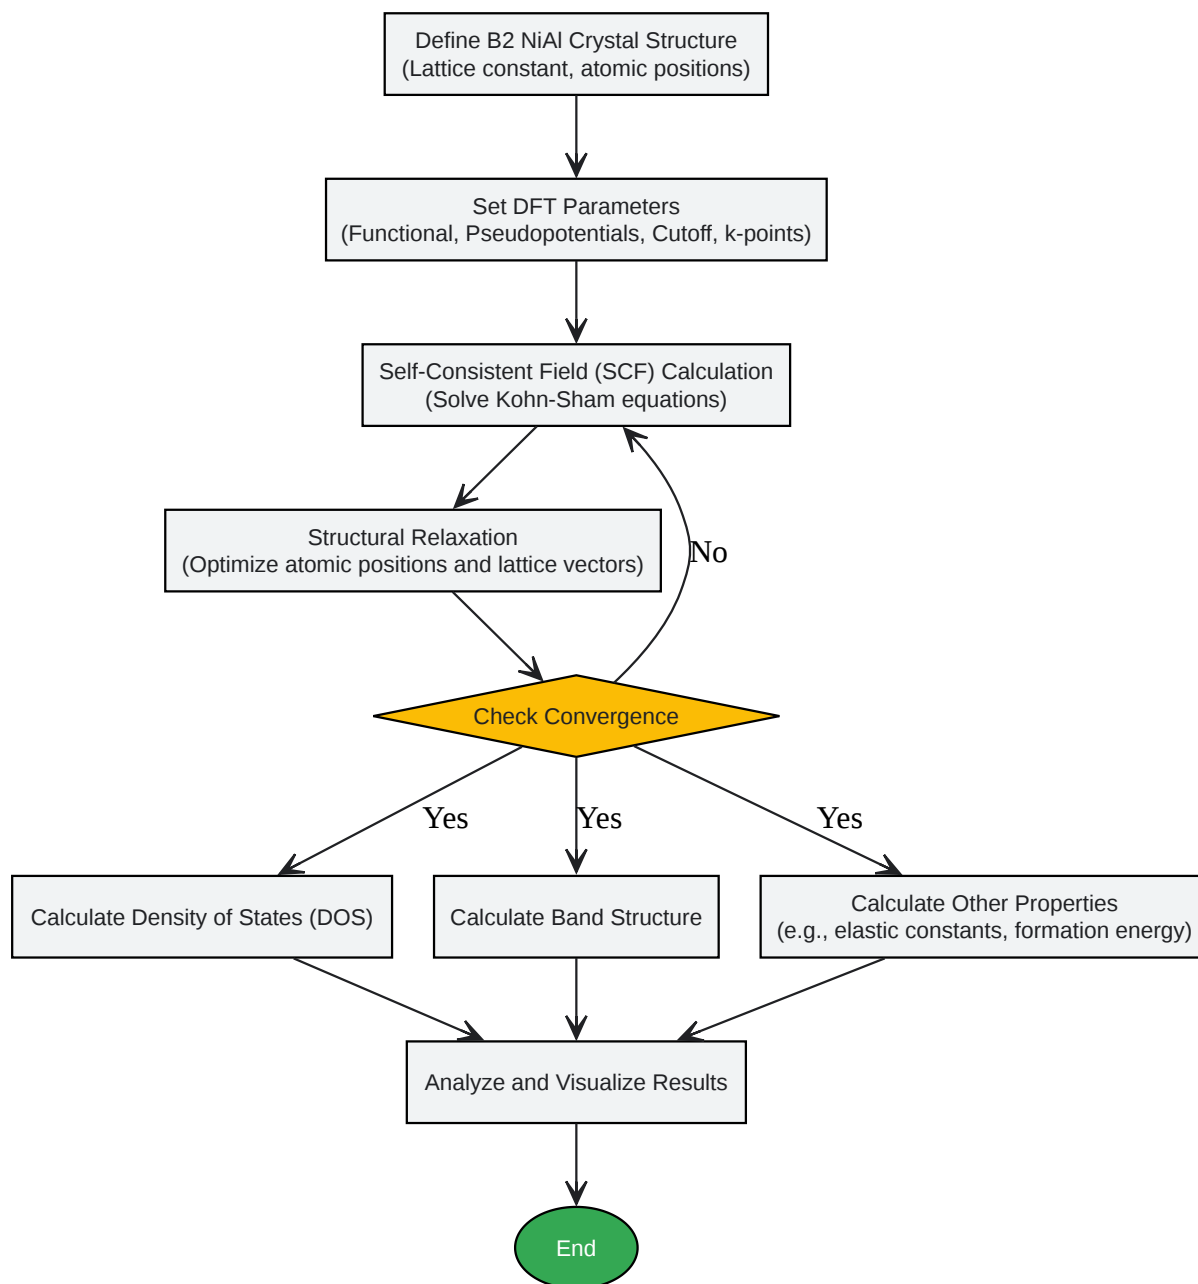 Define B2 NiAl Crystal Structure
(Lattice constant, atomic positions)
Set DFT Parameters
(Functional, Pseudopotentials, Cutoff, k-points)
Self-Consistent Field (SCF) Calculation
(Solve Kohn-Sham equations)
Structural Relaxation
(Optimize atomic positions and lattice vectors)
No
Check Convergence
Yes
Yes
Yes
Calculate Density of States (DOS)
Calculate Band Structure
Calculate Other Properties
(e.g., elastic constants, formation energy)
Analyze and Visualize Results
End